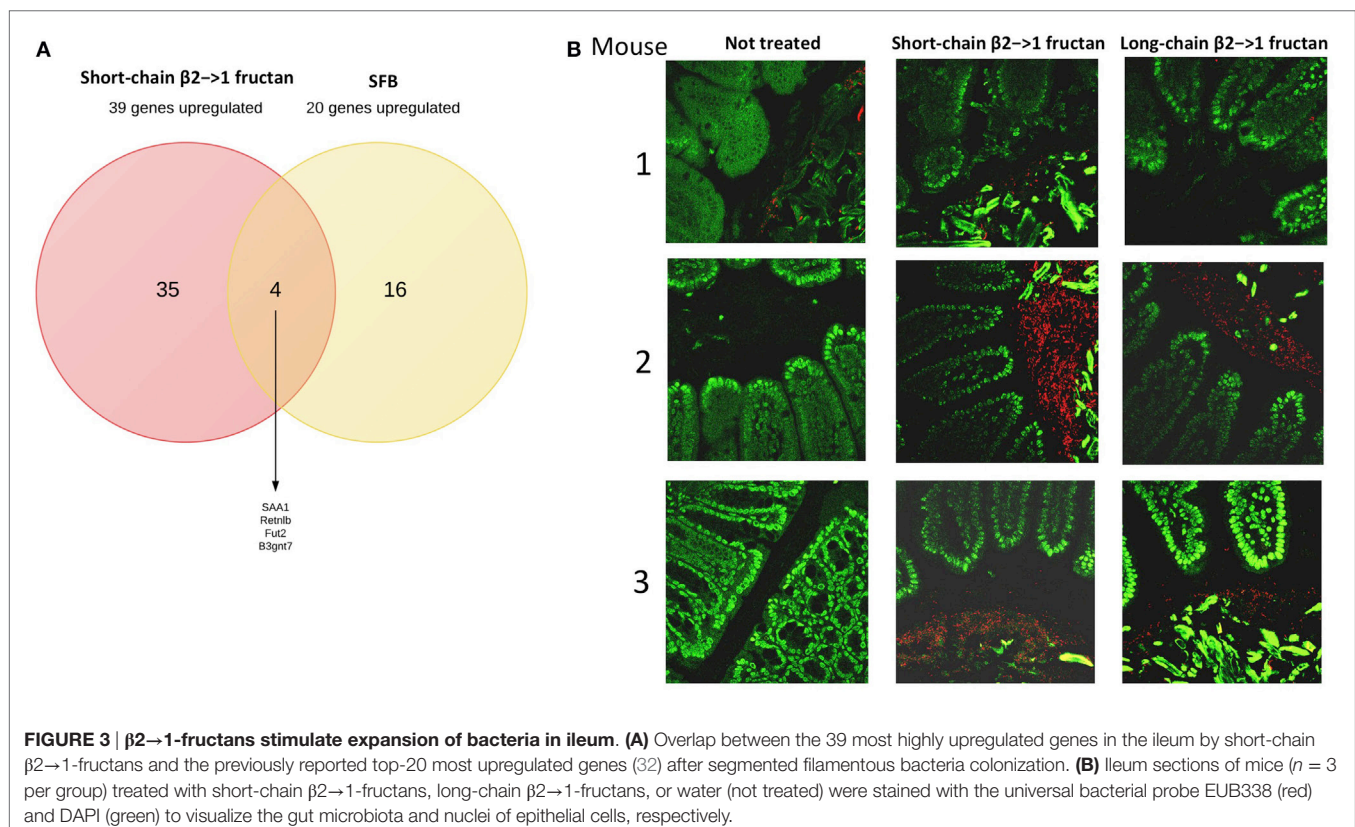 A
Short-chain β2–>1 fructan
39 genes upregulated
SFB
20 genes upregulated
35
4
16
SAA1
Retnlb
Fut2
B3gnt7
B Mouse
Not treated
Short-chain β2–>1 fructan
Long-chain β2–>1 fructan
1
2
3
FIGURE 3 | β2→1-fructans stimulate expansion of bacteria in ileum. (A) Overlap between the 39 most highly upregulated genes in the ileum by short-chain
β2→1-fructans and the previously reported top-20 most upregulated genes (32) after segmented filamentous bacteria colonization. (B) Ileum sections of mice (n = 3
per group) treated with short-chain β2→1-fructans, long-chain β2→1-fructans, or water (not treated) were stained with the universal bacterial probe EUB338 (red)
and DAPI (green) to visualize the gut microbiota and nuclei of epithelial cells, respectively.